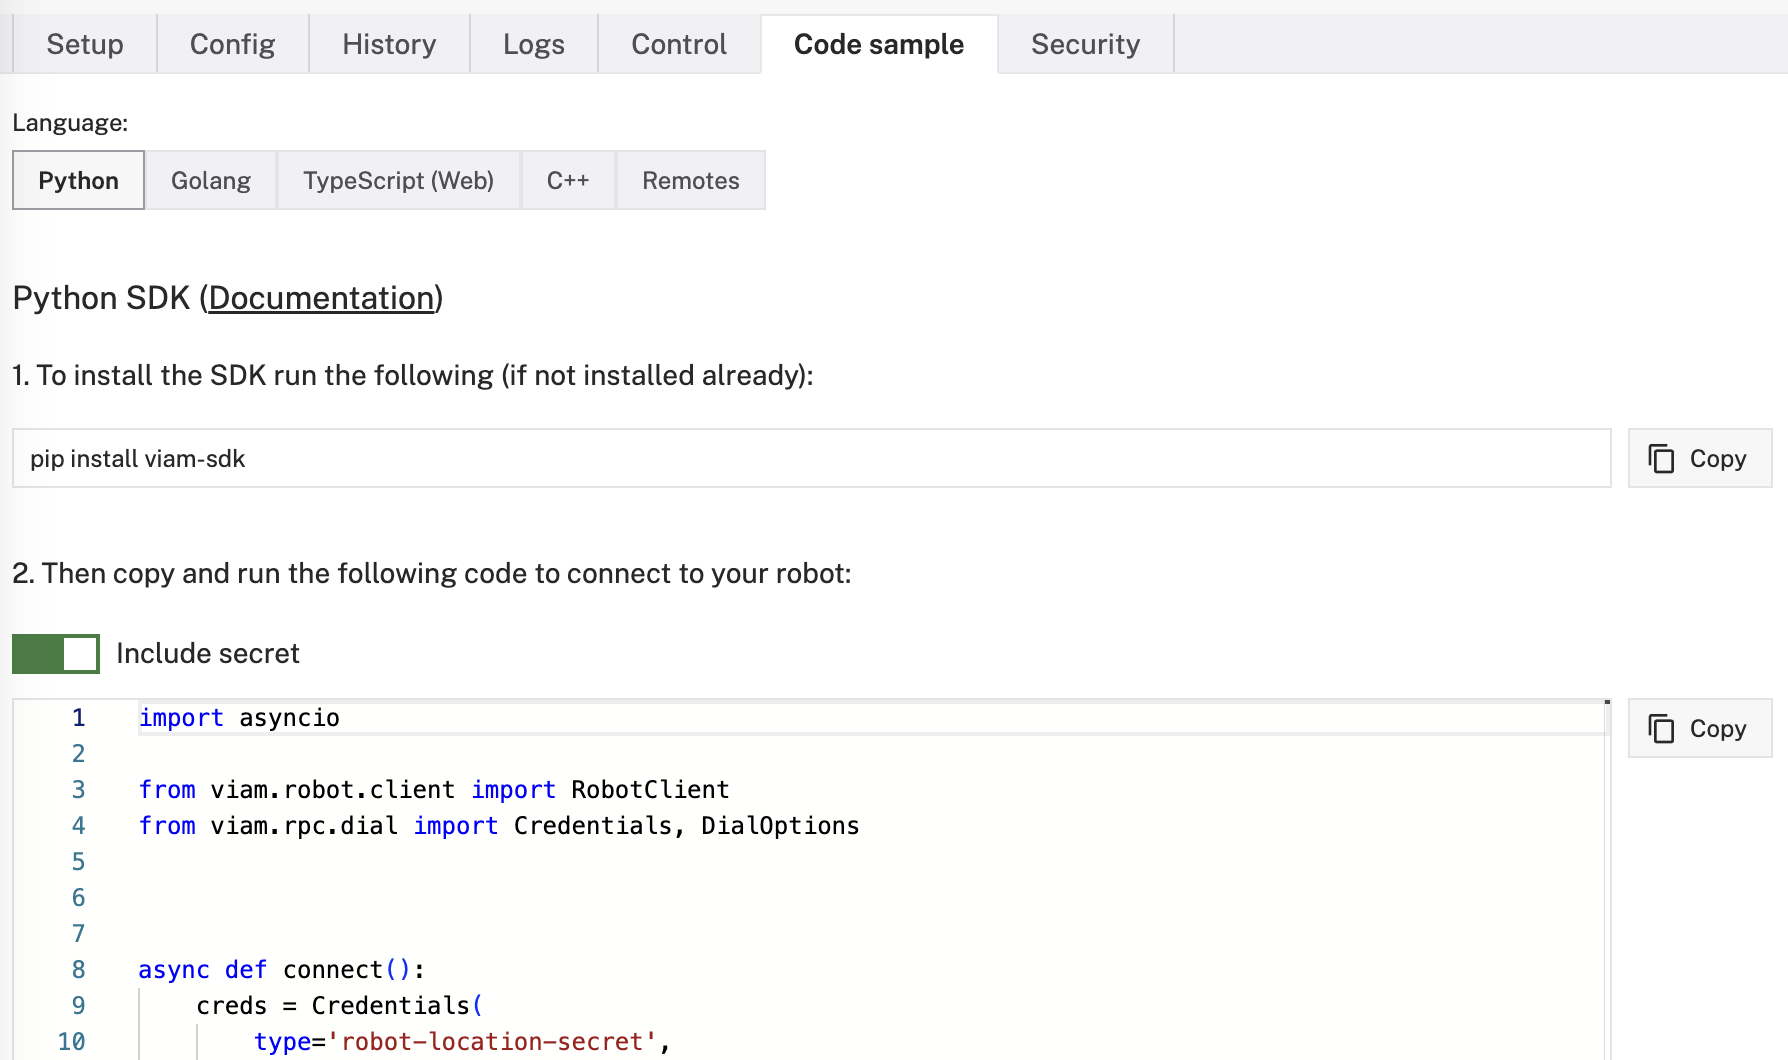 Setup Config History Logs Control Code sample Security
Language:
Python Golang TypeScript (Web) C++ Remotes
Python SDK (Documentation)
1. To install the SDK run the following (if not installed already):
pip install viam-sdk Copy
2. Then copy and run the following code to connect to your robot:
Include secret
Copy
1 import asyncio
2
3 from viam.robot.client import RobotClient
4 from viam.rpc.dial import Credentials, DialOptions
5
6
7
8 async def connect():
9     creds = Credentials(
10         type='robot-location-secret',